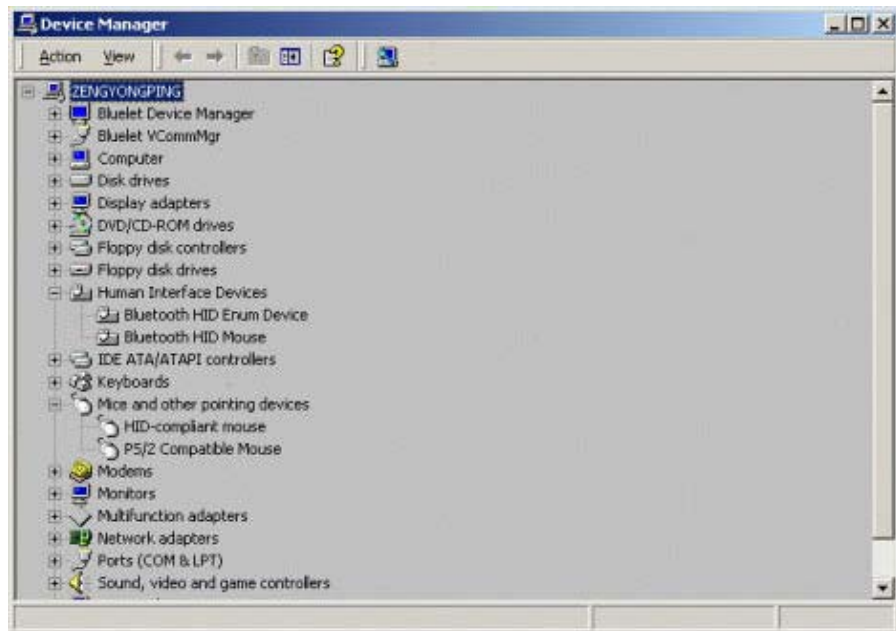 Device Manager
Action View
ZENGYONGPING
Bluelet Device Manager
Bluelet VCommMgr
Computer
Disk drives
Display adapters
DVD/CD-ROM drives
Floppy disk controllers
Floppy disk drives
Human Interface Devices
Bluetooth HID Enum Device
Bluetooth HID Mouse
IDE ATA/ATAPI controllers
Keyboards
Mice and other pointing devices
HID-compliant mouse
PS/2 Compatible Mouse
Modems
Monitors
Multifunction adapters
Network adapters
Ports (COM & LPT)
Sound, video and game controllers